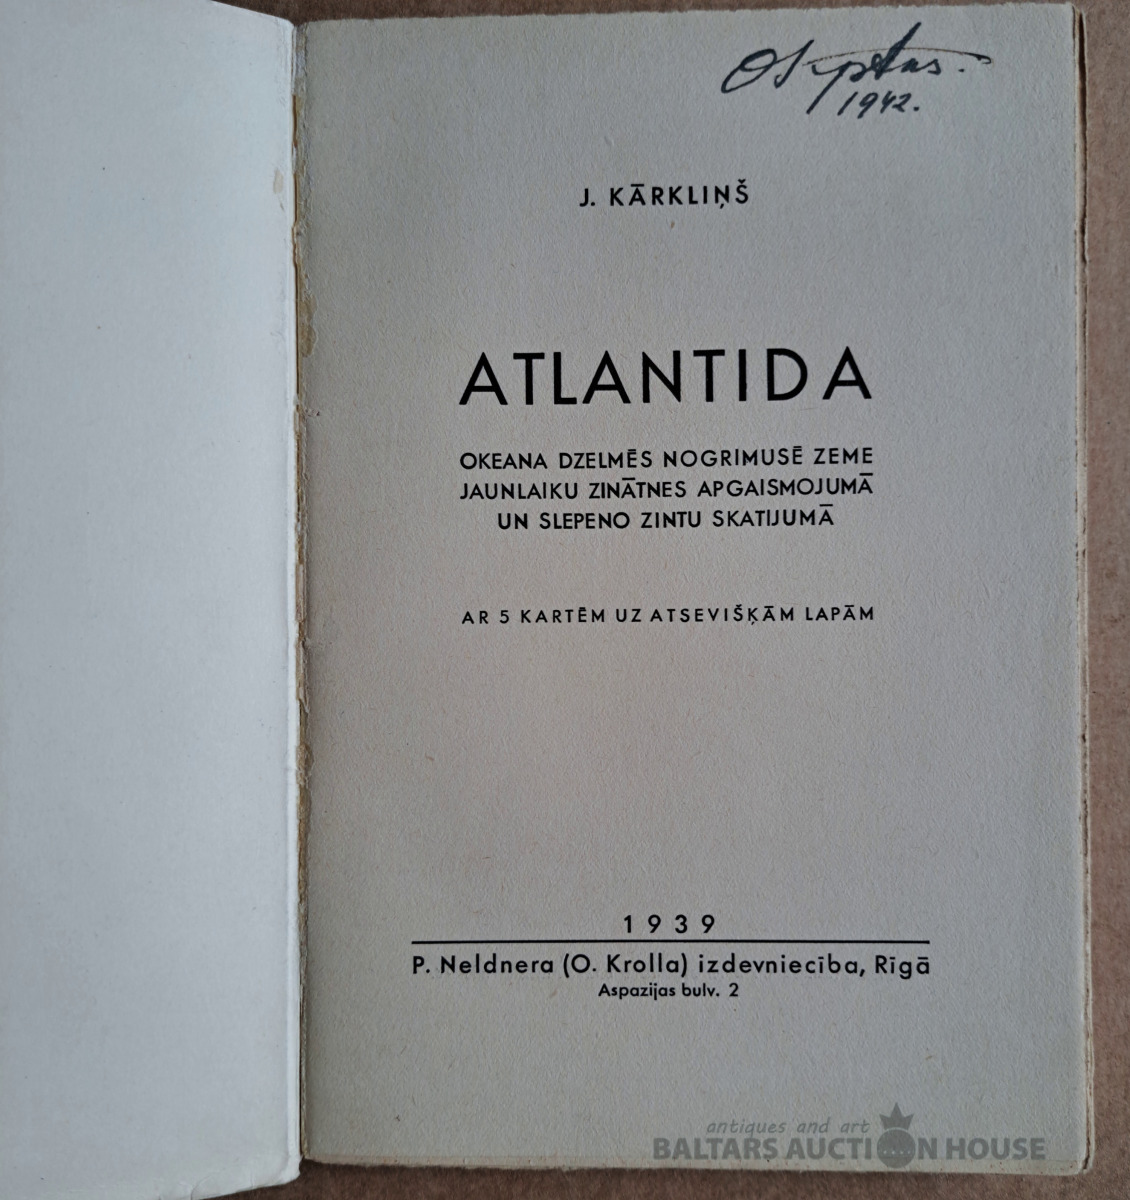 1942.
J. KĀRKLIŅŠ
ATLANTIDA
OKEANA DZELMĒS NOGRIMUSĒ ZEME
JAUNLAIKU ZINĀTNES APGAISMOJUMĀ
UN SLEPENO ZINTU SKATIJUMĀ
AR 5 KARTĒM UZ ATSEVIŠĶĀM LAPĀM
1939
P. Neldnera (O. Krolla) izdevniecība, Rīgā
Aspazijas bulv. 2
antiques and art
BALTARS AUCTION HOUSE